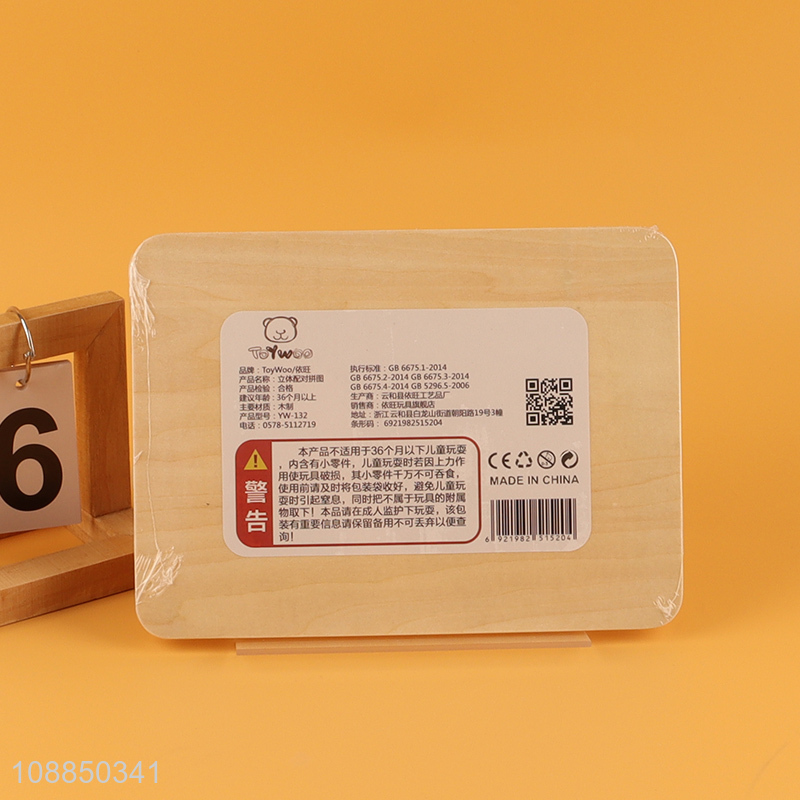 6
ToYWOO
品牌：ToyWoo/依旺
产品名称：立体配对拼图
产品检验：合格
建议年龄：36个月以上
主要材质：木制
产品型号：YW-132
电话：0578-5112719
执行标准：GB 6675.1-2014
GB 6675.2-2014 GB 6675.3-2014
GB 6675.4-2014 GB 5296.5-2006
生产商：云和县依旺工艺品厂
销售商：依旺玩具旗舰店
地址：浙江云和县白龙山街道朝阳路19号3幢
条形码：6921982515204
警告
本产品不适用于36个月以下儿童玩耍
，内含有小零件，儿童玩耍时若因上力作
用使玩具破损，其小零件千万不可吞食，
使用前请及时将包装袋收好，避免儿童玩
耍时引起窒息，同时把不属于玩具的附属
物取下！本品请在成人监护下玩耍，该包
装有重要信息请保留备用不可丢弃以便查
询！
CE
0-3
MADE IN CHINA
6 921982 515204
108850341